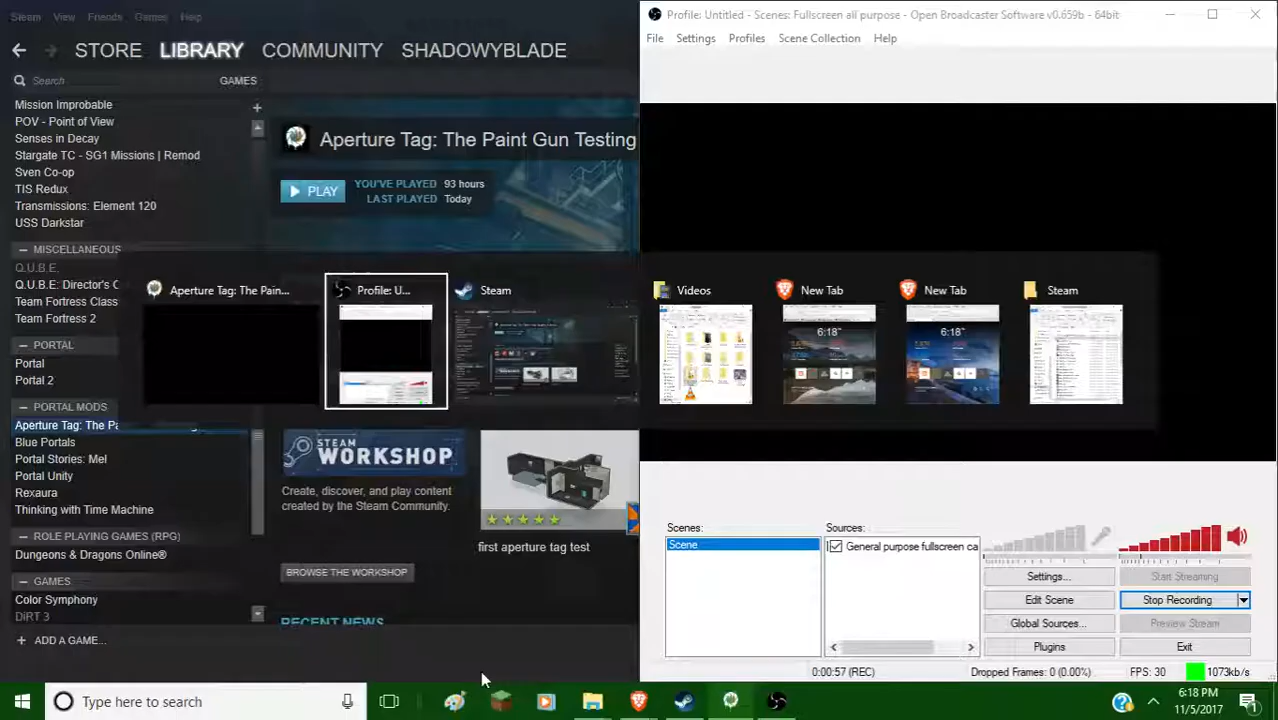 Steam View Friends Games Help
STORE LIBRARY COMMUNITY SHADOWYBLADE
Search GAMES
Mission Improbable
POV - Point of View
Senses in Decay
Stargate TC - SG1 Missions | Remod
Sven Co-op
TIS Redux
Transmissions: Element 120
USS Darkstar
MISCELLANEOUS
Q.U.B.E.
Q.U.B.E: Director's C
Team Fortress Class
Team Fortress 2
PORTAL
Portal
Portal 2
PORTAL MODS
Aperture Tag: The Pa
Blue Portals
Portal Stories: Mel
Portal Unity
Rexaura
Thinking with Time Machine
ROLE PLAYING GAMES (RPG)
Dungeons & Dragons Online®
GAMES
Color Symphony
DiRT 3
ADD A GAME...
Aperture Tag: The Paint Gun Testing
PLAY
YOU'VE PLAYED 93 hours
LAST PLAYED Today
STEAM WORKSHOP
Create, discover, and play content
created by the Steam Community.
first aperture tag test
BROWSE THE WORKSHOP
RECENT NEWS
Aperture Tag: The Pain...
Profile: U...
Steam
Videos
New Tab
6:18
New Tab
6:18
Steam
Profile: Untitled - Scenes: Fullscreen all purpose - Open Broadcaster Software v0.659b - 64bit
File Settings Profiles Scene Collection Help
Scenes:
Scene
Sources:
General purpose fullscreen ca
Settings...
Start Streaming
Edit Scene
Stop Recording
Global Sources...
Preview Stream
Plugins
Exit
0:00:57 (REC)
Dropped Frames: 0 (0.00%)
FPS: 30
1073kb/s
Type here to search
6:18 PM
11/5/2017
1